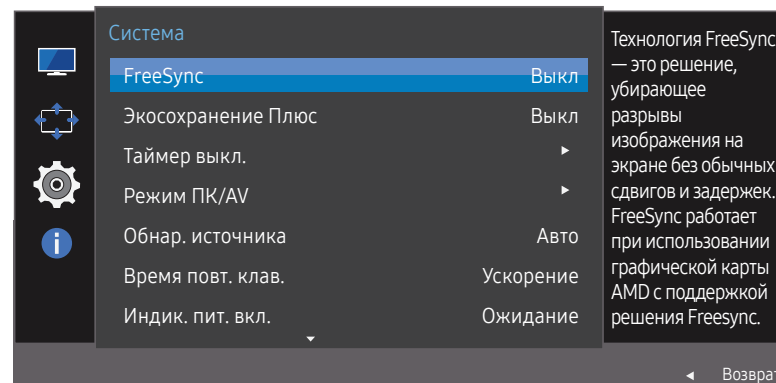 Система
FreeSync Выкл
Экосохранение Плюс Выкл
Таймер выкл. ►
Режим ПК/AV ►
Обнар. источника Авто
Время повт. клав. Ускорение
Индик. пит. вкл. Ожидание
Технология FreeSync
— это решение,
убирающее
разрывы
изображения на
экране без обычных
сдвигов и задержек.
FreeSync работает
при использовании
графической карты
AMD с поддержкой
решения Freesync.
◄ Возврат